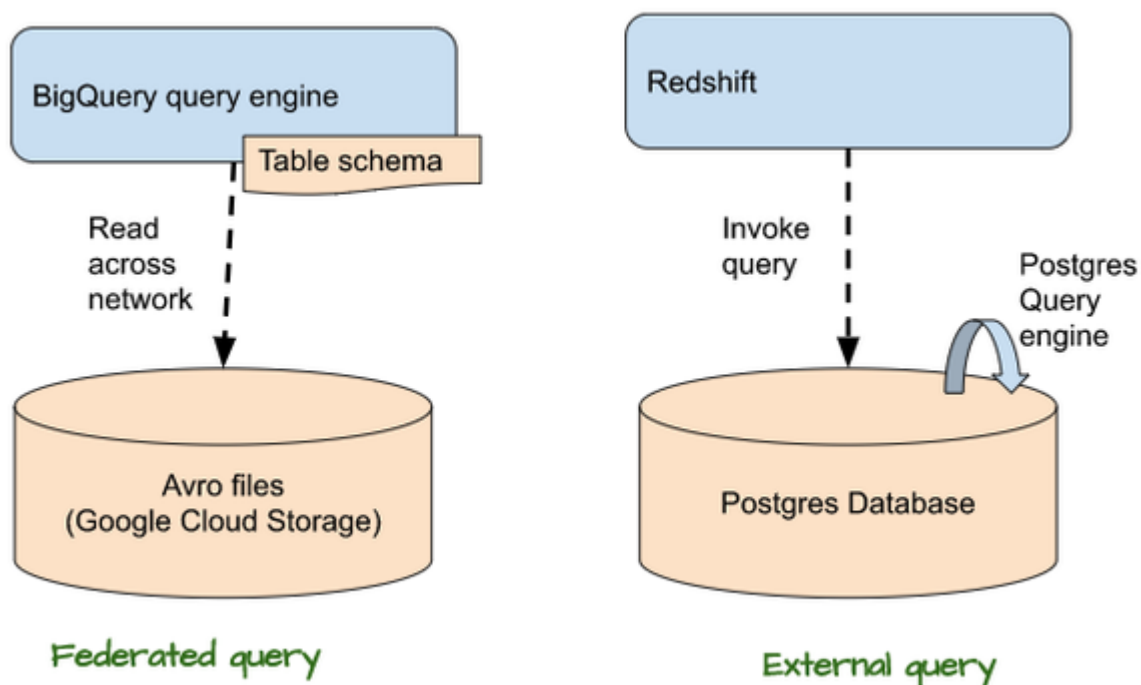 BigQuery query engine
Table schema
Read
across
network
Avro files
(Google Cloud Storage)
Federated query
Redshift
Invoke
query
Postgres
Query
engine
Postgres Database
External query